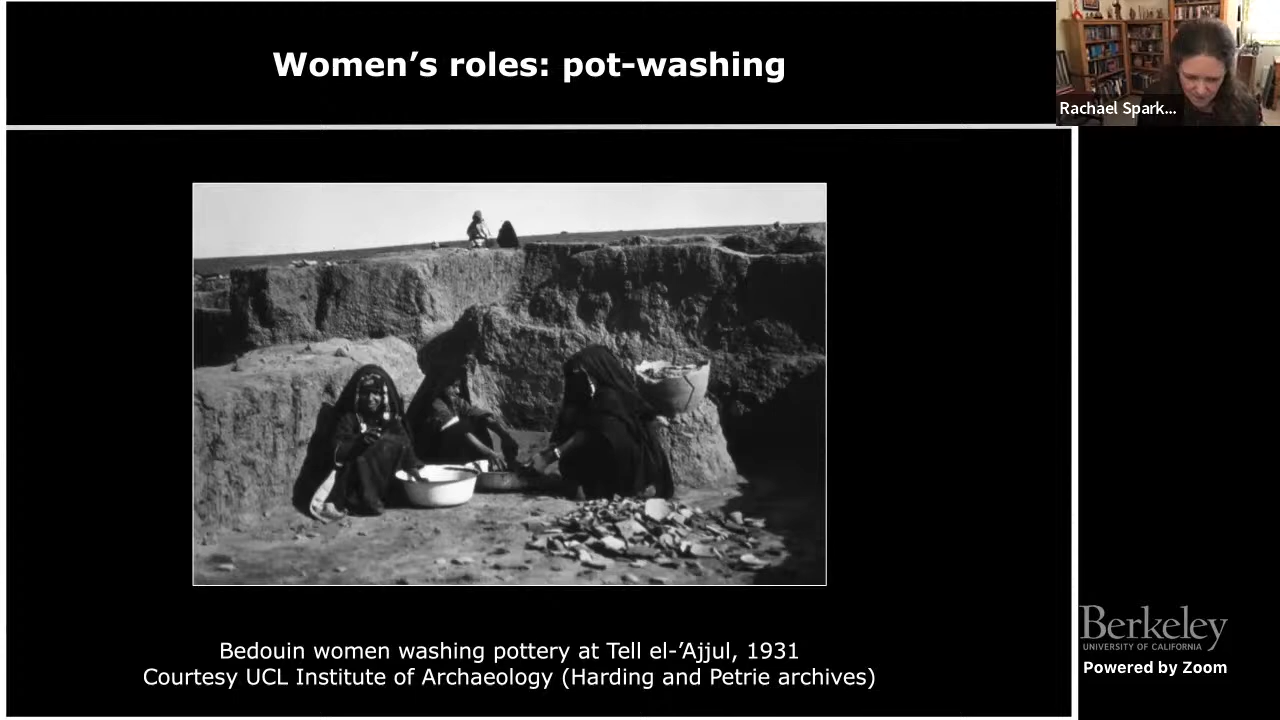 Women’s roles: pot-washing
Rachael Spark...
Bedouin women washing pottery at Tell el-’Ajjul, 1931
Courtesy UCL Institute of Archaeology (Harding and Petrie archives)
Berkeley
UNIVERSITY OF CALIFORNIA
Powered by Zoom